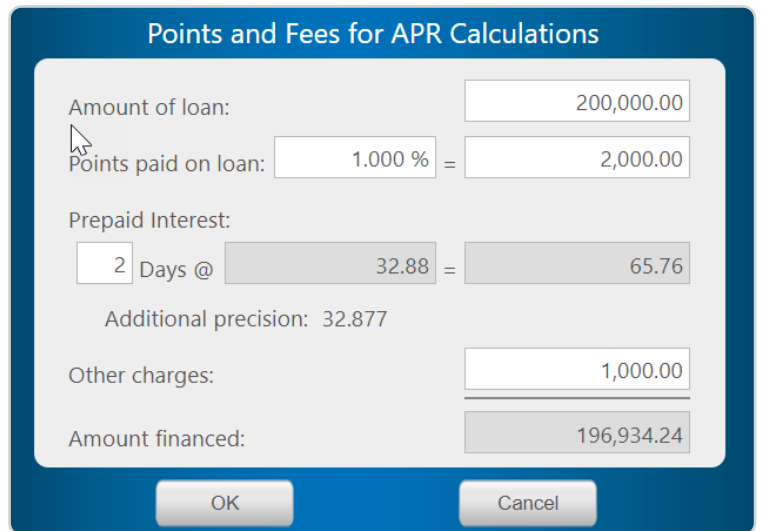 Points and Fees for APR Calculations
Amount of loan: 200,000.00
Points paid on loan: 1.000 % = 2,000.00
Prepaid Interest:
2 Days @ 32.88 = 65.76
Additional precision: 32.877
Other charges: 1,000.00
Amount financed: 196,934.24
OK Cancel